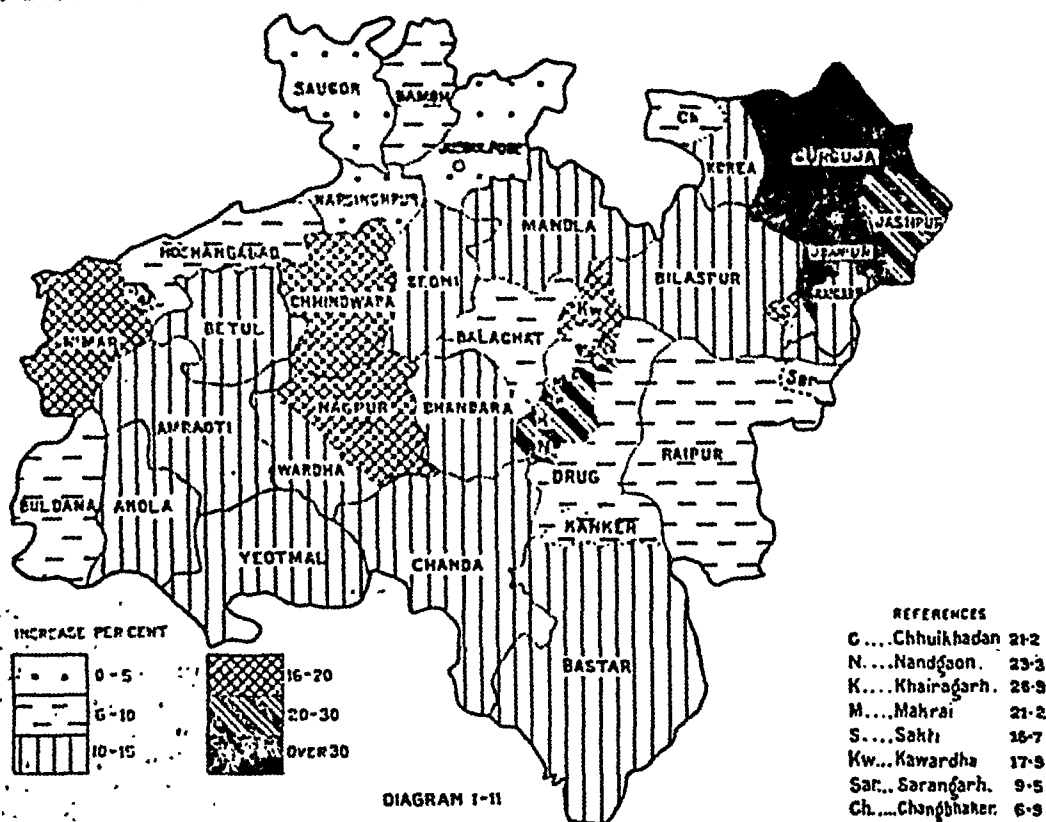 SAUGOR
DAMOH
JUBBULPORE
Ch
KOREA
SURGUJA
JASHPUR
NARSINGHPUR
MANDLA
HOSHANGABAD
UDAIPUR
BILASPUR
CHHINDWARA
SEONI
Kw
S
NIMAR
M
BETUL
BALAGHAT
C
K
Sar
NAGPUR
BHANDARA
AMRAOTI
N
RAIPUR
WARDHA
DRUG
BULDANA
AKOLA
KANKER
YEOTMAL
CHANDA
BASTAR
INCREASE PER CENT
0-5
6-10
10-15
16-20
20-30
OVER 30
DIAGRAM I-11
REFERENCES
C....Chhuikhadan 21·2
N....Nandgaon. 23·3
K....Khairagarh. 26·9
M....Makrai 21·2
S....Sakti 16·7
Kw...Kawardha 17·9
Sar... Sarangarh. 9·5
Ch.....Changbhaker. 6·9